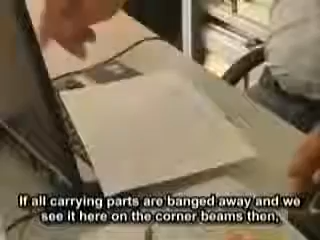 If all carrying parts are banged away and we
see it here on the corner beams then,